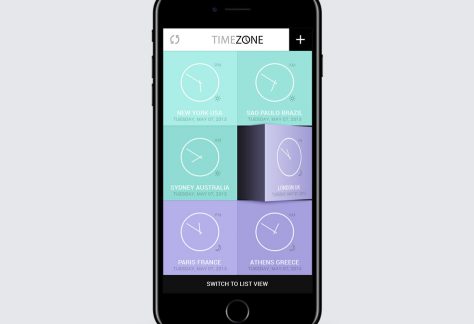 TIMEZONE
NEW YORK USA
TUESDAY, MAY 07, 2013
SAO PAULO BRAZIL
TUESDAY, MAY 07, 2013
SYDNEY AUSTRALIA
TUESDAY, MAY 07, 2013
LONDON UK
TUESDAY, MAY 07, 2013
PARIS FRANCE
TUESDAY, MAY 07, 2013
ATHENS GREECE
TUESDAY, MAY 07, 2013
SWITCH TO LIST VIEW